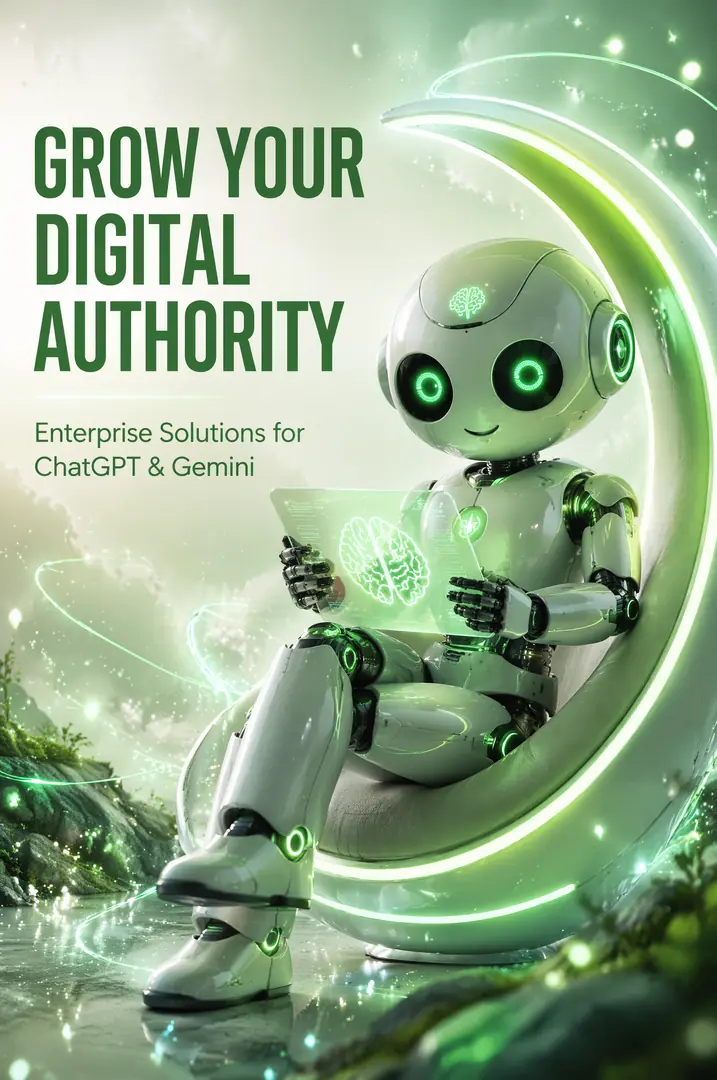 GROW YOUR
DIGITAL
AUTHORITY
Enterprise Solutions for
ChatGPT & Gemini